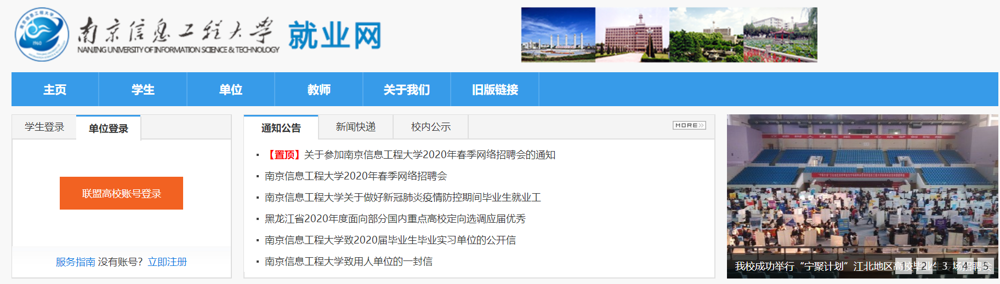 南京信息工程大学 就业网
NANJING UNIVERSITY OF INFORMATION SCIENCE & TECHNOLOGY
1960
主页 学生 单位 教师 关于我们 旧版链接
学生登录 单位登录
联盟高校账号登录
服务指南 没有账号？立即注册
通知公告 新闻快递 校内公示 MORE
【置顶】关于参加南京信息工程大学2020年春季网络招聘会的通知
南京信息工程大学2020年春季网络招聘会
南京信息工程大学关于做好新冠肺炎疫情防控期间毕业生就业工
黑龙江省2020年度面向部分国内重点高校定向选调应届优秀
南京信息工程大学致2020届毕业生毕业实习单位的公开信
南京信息工程大学致用人单位的一封信
我校成功举行“宁聚计划”江北地区高校毕业生专场招聘会
1 2 3 4 5